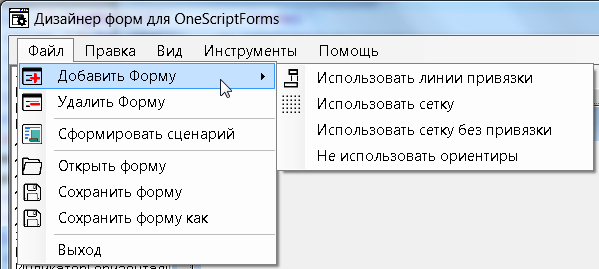 Дизайнер форм для OneScriptForms
Файл Правка Вид Инструменты Помощь
Добавить Форму
Удалить Форму
Сформировать сценарий
Открыть форму
Сохранить форму
Сохранить форму как
Выход
Использовать линии привязки
Использовать сетку
Использовать сетку без привязки
Не использовать ориентиры